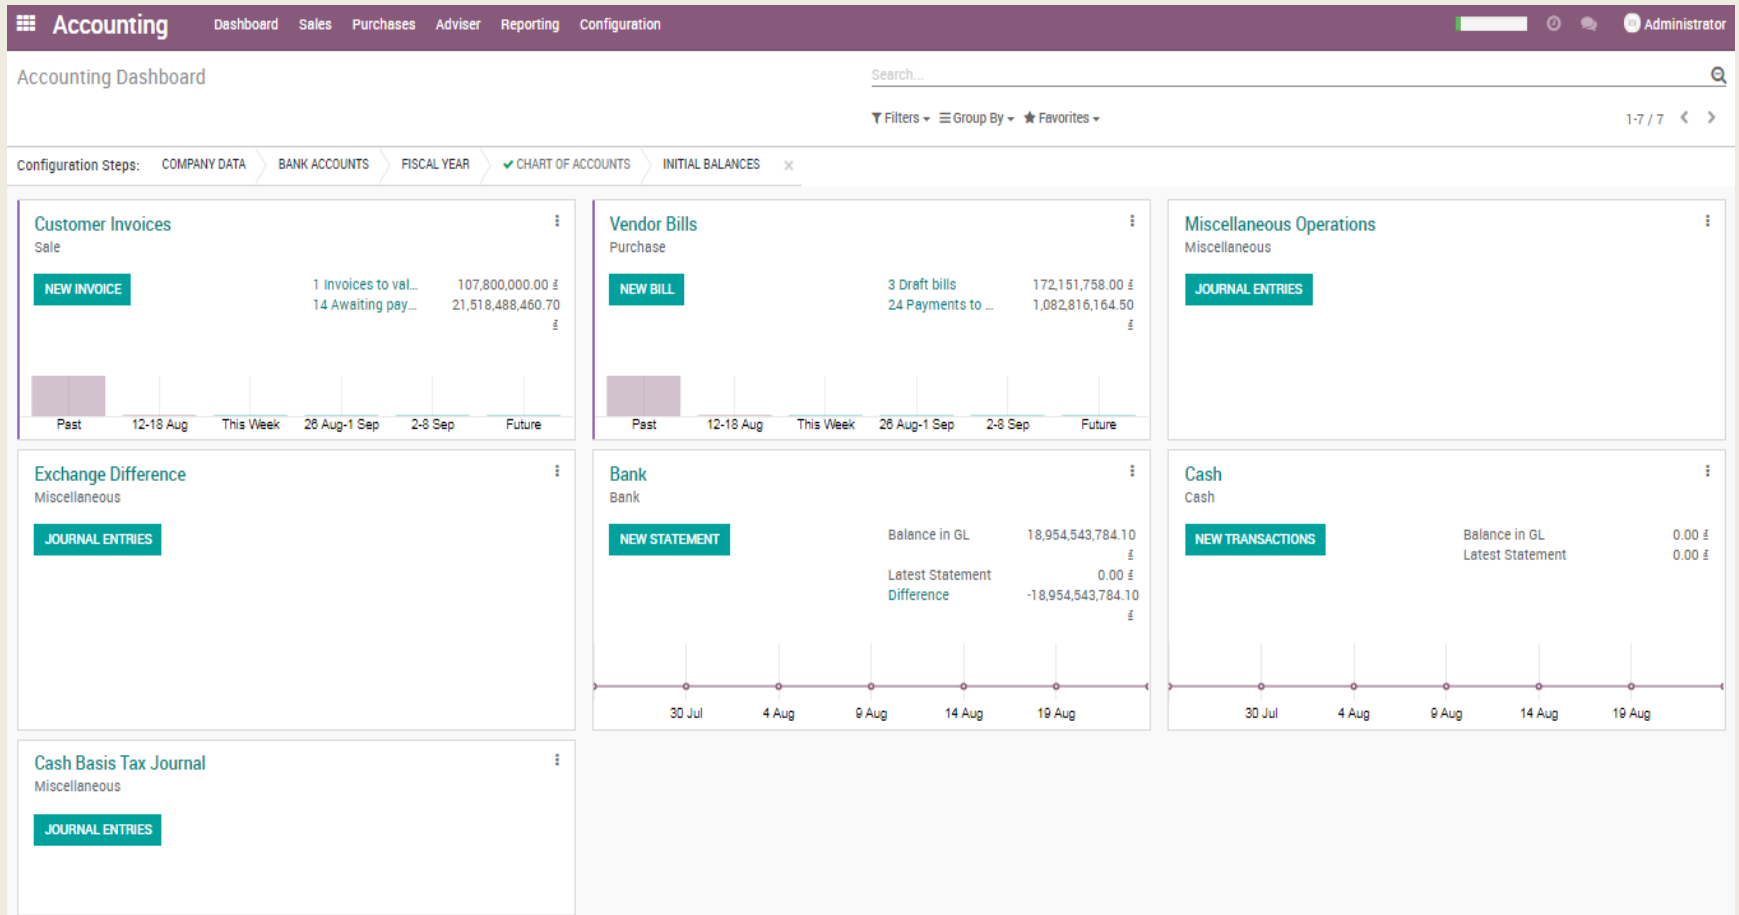 Accounting Dashboard Sales Purchases Adviser Reporting Configuration Administrator
Accounting Dashboard Search...
Filters Group By Favorites 1-7 / 7
Configuration Steps: COMPANY DATA BANK ACCOUNTS FISCAL YEAR CHART OF ACCOUNTS INITIAL BALANCES ×
Customer Invoices
Sale
NEW INVOICE
1 Invoices to val... 107,800,000.00 ₫
14 Awaiting pay... 21,518,488,460.70
₫
Past 12-18 Aug This Week 26 Aug-1 Sep 2-8 Sep Future
Vendor Bills
Purchase
NEW BILL
3 Draft bills 172,151,758.00 ₫
24 Payments to ... 1,082,816,164.50
₫
Past 12-18 Aug This Week 26 Aug-1 Sep 2-8 Sep Future
Miscellaneous Operations
Miscellaneous
JOURNAL ENTRIES
Exchange Difference
Miscellaneous
JOURNAL ENTRIES
Bank
Bank
NEW STATEMENT
Balance in GL 18,954,543,784.10
₫
Latest Statement 0.00 ₫
Difference -18,954,543,784.10
₫
30 Jul 4 Aug 9 Aug 14 Aug 19 Aug
Cash
Cash
NEW TRANSACTIONS
Balance in GL 0.00 ₫
Latest Statement 0.00 ₫
30 Jul 4 Aug 9 Aug 14 Aug 19 Aug
Cash Basis Tax Journal
Miscellaneous
JOURNAL ENTRIES